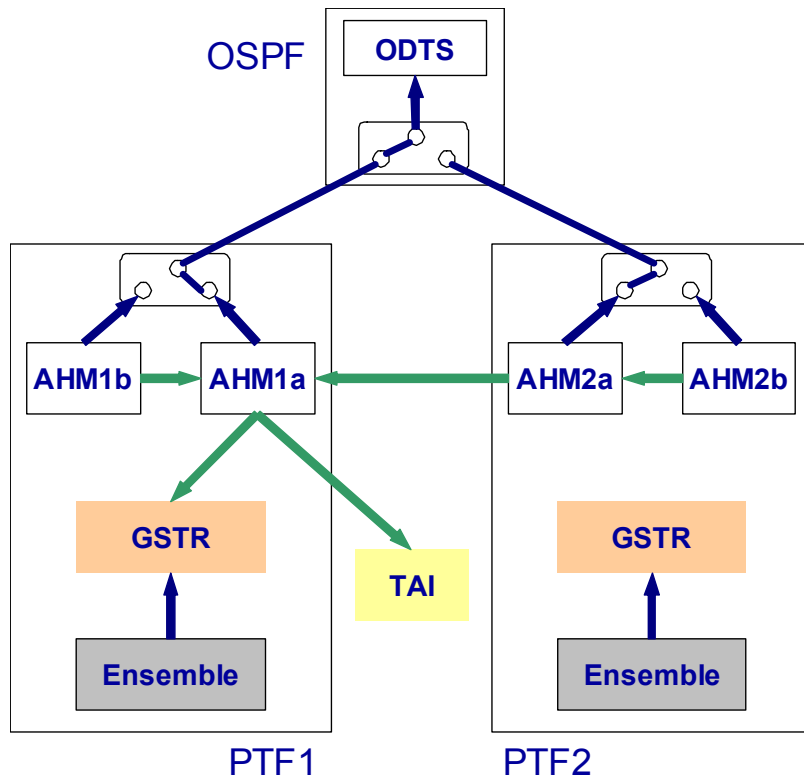 OSPF
ODTS
AHM1b
AHM1a
AHM2a
AHM2b
GSTR
GSTR
TAI
Ensemble
Ensemble
PTF1
PTF2